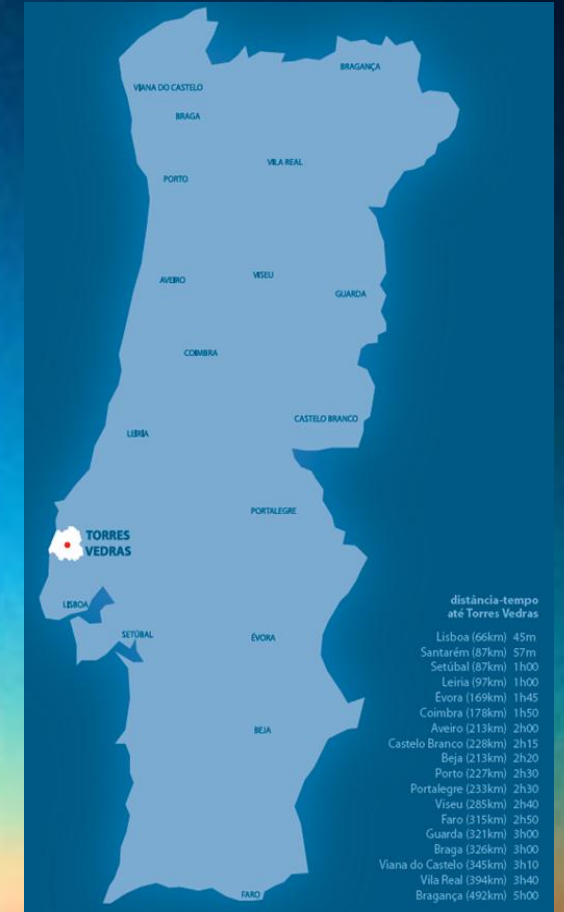 BRAGANÇA
VIANA DO CASTELO
BRAGA
VILA REAL
PORTO
AVEIRO
VISEU
GUARDA
COIMBRA
CASTELO BRANCO
LEIRIA
PORTALEGRE
TORRES
VEDRAS
LISBOA
SETÚBAL
ÉVORA
BEJA
FARO
distância-tempo
até Torres Vedras
Lisboa (66km) 45m
Santarém (87km) 57m
Setúbal (87km) 1h00
Leiria (97km) 1h00
Évora (169km) 1h45
Coimbra (178km) 1h50
Aveiro (213km) 2h00
Castelo Branco (228km) 2h15
Beja (213km) 2h20
Porto (227km) 2h30
Portalegre (233km) 2h30
Viseu (285km) 2h40
Faro (315km) 2h50
Guarda (321km) 3h00
Braga (326km) 3h00
Viana do Castelo (345km) 3h10
Vila Real (394km) 3h40
Bragança (492km) 5h00